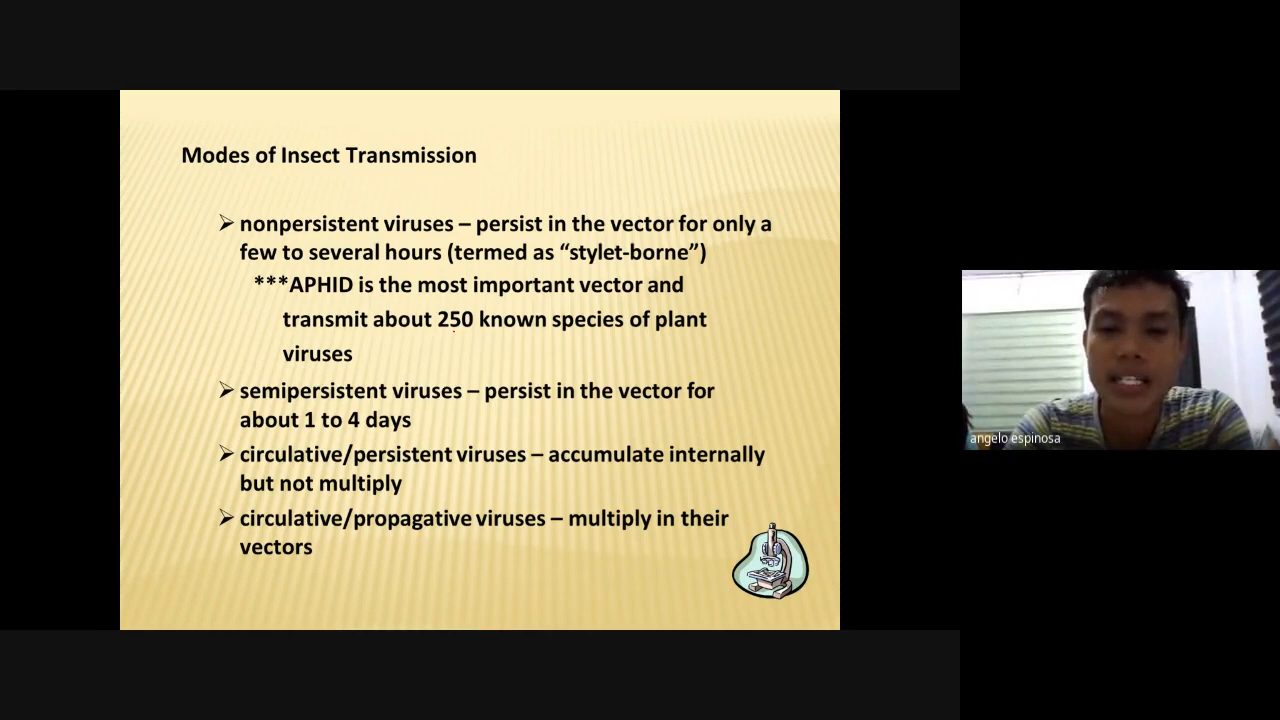 Modes of Insect Transmission
➢ nonpersistent viruses – persist in the vector for only a
few to several hours (termed as “stylet-borne”)
***APHID is the most important vector and
transmit about 250 known species of plant
viruses
➢ semipersistent viruses – persist in the vector for
about 1 to 4 days
➢ circulative/persistent viruses – accumulate internally
but not multiply
➢ circulative/propagative viruses – multiply in their
vectors
angelo espinosa